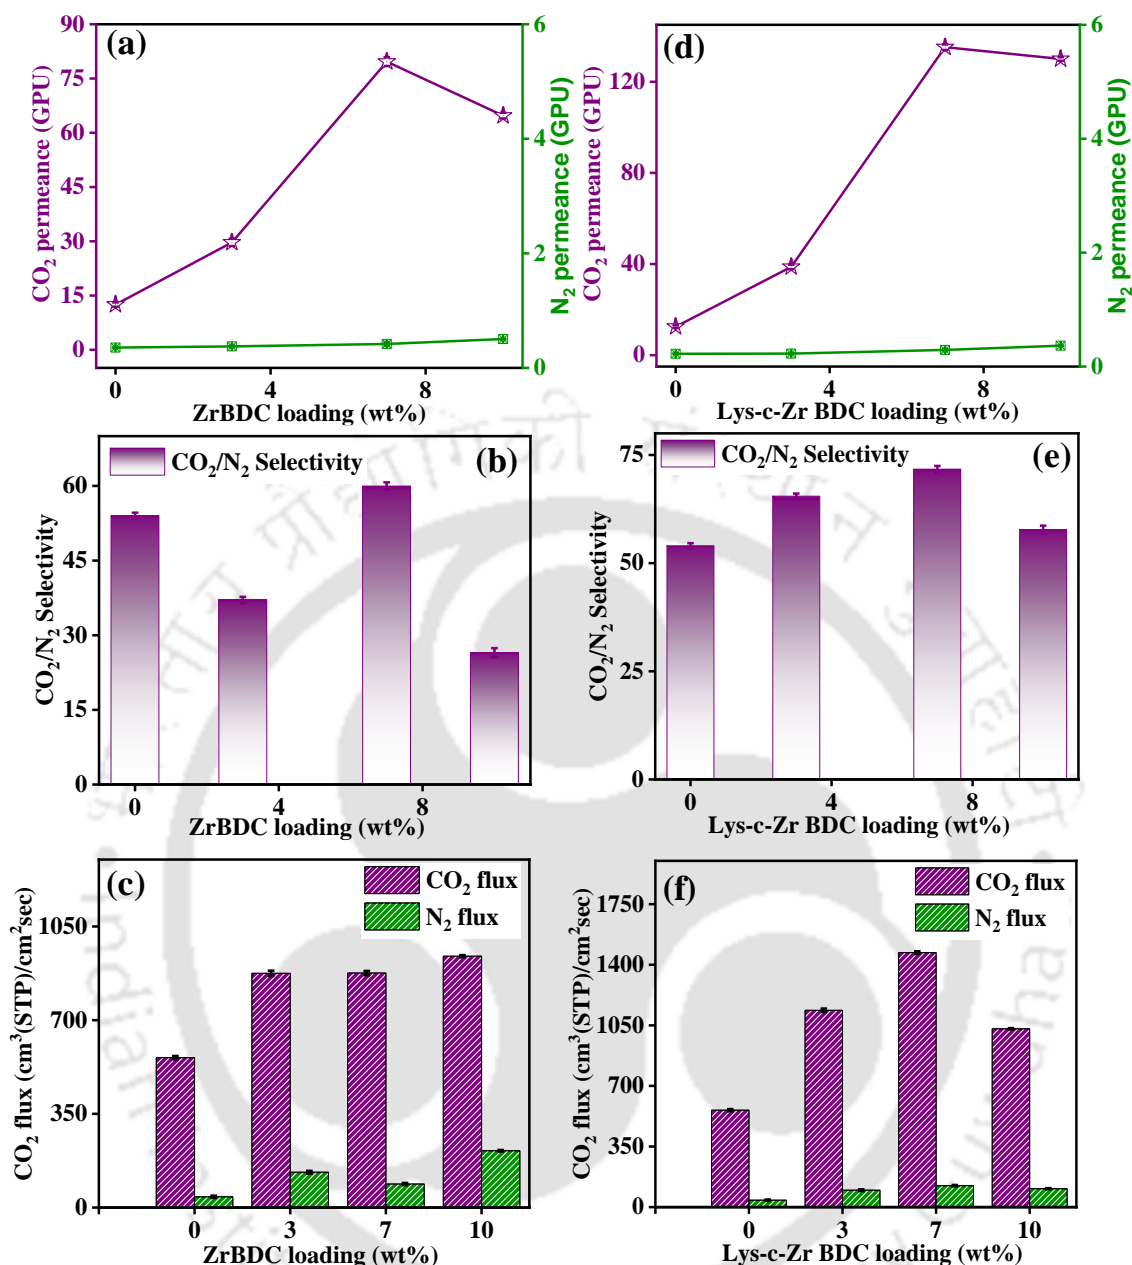 (a)
90
75
60
45
30
15
0
CO₂ permeance (GPU)
6
4
2
0
N₂ permeance (GPU)
0 4 8
ZrBDC loading (wt%)
(d)
120
80
40
0
CO₂ permeance (GPU)
6
4
2
0
N₂ permeance (GPU)
0 4 8
Lys-c-Zr BDC loading (wt%)
(b)
CO₂/N₂ Selectivity
60
45
30
15
0
CO₂/N₂ Selectivity
0 4 8
ZrBDC loading (wt%)
(e)
CO₂/N₂ Selectivity
75
50
25
0
CO₂/N₂ Selectivity
0 4 8
Lys-c-Zr BDC loading (wt%)
(c)
CO₂ flux
N₂ flux
1050
700
350
0
CO₂ flux (cm³(STP)/cm²sec)
0 3 7 10
ZrBDC loading (wt%)
(f)
CO₂ flux
N₂ flux
1750
1400
1050
700
350
0
CO₂ flux (cm³(STP)/cm²sec)
0 3 7 10
Lys-c-Zr BDC loading (wt%)